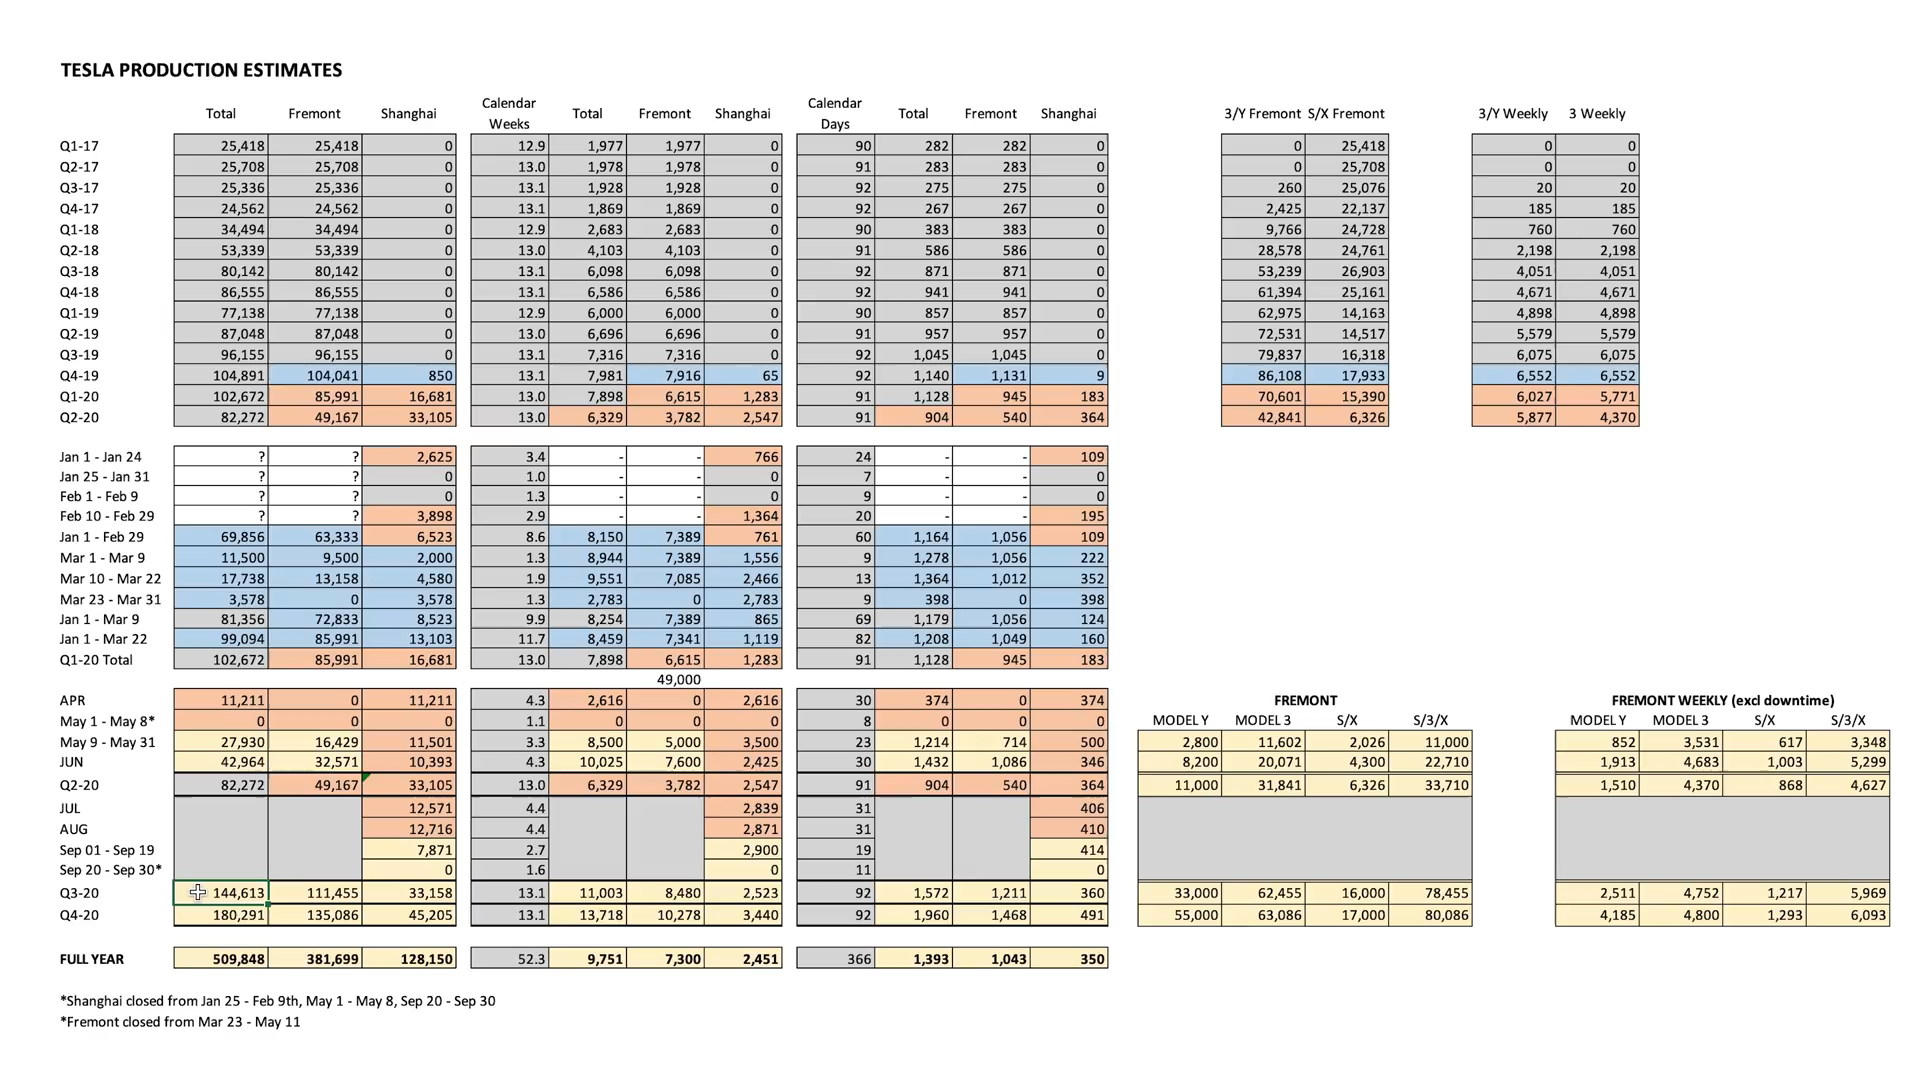 TESLA PRODUCTION ESTIMATES
Total Fremont Shanghai Calendar Weeks Total Fremont Shanghai Calendar Days Total Fremont Shanghai 3/Y Fremont S/X Fremont 3/Y Weekly 3 Weekly
Q1-17 25,418 25,418 0 12.9 1,977 1,977 0 90 282 282 0 0 25,418 0 0
Q2-17 25,708 25,708 0 13.0 1,978 1,978 0 91 283 283 0 0 25,708 0 0
Q3-17 25,336 25,336 0 13.1 1,928 1,928 0 92 275 275 0 260 25,076 20 20
Q4-17 24,562 24,562 0 13.1 1,869 1,869 0 92 267 267 0 2,425 22,137 185 185
Q1-18 34,494 34,494 0 12.9 2,683 2,683 0 90 383 383 0 9,766 24,728 760 760
Q2-18 53,339 53,339 0 13.0 4,103 4,103 0 91 586 586 0 28,578 24,761 2,198 2,198
Q3-18 80,142 80,142 0 13.1 6,098 6,098 0 92 871 871 0 53,239 26,903 4,051 4,051
Q4-18 86,555 86,555 0 13.1 6,586 6,586 0 92 941 941 0 61,394 25,161 4,671 4,671
Q1-19 77,138 77,138 0 12.9 6,000 6,000 0 90 857 857 0 62,975 14,163 4,898 4,898
Q2-19 87,048 87,048 0 13.0 6,696 6,696 0 91 957 957 0 72,531 14,517 5,579 5,579
Q3-19 96,155 96,155 0 13.1 7,316 7,316 0 92 1,045 1,045 0 79,837 16,318 6,075 6,075
Q4-19 104,891 104,041 850 13.1 7,981 7,916 65 92 1,140 1,131 9 86,108 17,933 6,552 6,552
Q1-20 102,672 85,991 16,681 13.0 7,898 6,615 1,283 91 1,128 945 183 70,601 15,390 6,027 5,771
Q2-20 82,272 49,167 33,105 13.0 6,329 3,782 2,547 91 904 540 364 42,841 6,326 5,877 4,370
Jan 1 - Jan 24 ? ? 2,625 3.4 - - 766 24 - - 109
Jan 25 - Jan 31 ? ? 0 1.0 - - 0 7 - - 0
Feb 1 - Feb 9 ? ? 0 1.3 - - 0 9 - - 0
Feb 10 - Feb 29 ? ? 3,898 2.9 - - 1,364 20 - - 195
Jan 1 - Feb 29 69,856 63,333 6,523 8.6 8,150 7,389 761 60 1,164 1,056 109
Mar 1 - Mar 9 11,500 9,500 2,000 1.3 8,944 7,389 1,556 9 1,278 1,056 222
Mar 10 - Mar 22 17,738 13,158 4,580 1.9 9,551 7,085 2,466 13 1,364 1,012 352
Mar 23 - Mar 31 3,578 0 3,578 1.3 2,783 0 2,783 9 398 0 398
Jan 1 - Mar 9 81,356 72,833 8,523 9.9 8,254 7,389 865 69 1,179 1,056 124
Jan 1 - Mar 22 99,094 85,991 13,103 11.7 8,459 7,341 1,119 82 1,208 1,049 160
Q1-20 Total 102,672 85,991 16,681 13.0 7,898 6,615 1,283 91 1,128 945 183
49,000
APR 11,211 0 11,211 4.3 2,616 0 2,616 30 374 0 374 FREMONT FREMONT WEEKLY (excl downtime)
May 1 - May 8* 0 0 0 1.1 0 0 0 8 0 0 0 MODEL Y MODEL 3 S/X S/3/X MODEL Y MODEL 3 S/X S/3/X
May 9 - May 31 27,930 16,429 11,501 3.3 8,500 5,000 3,500 23 1,214 714 500 2,800 11,602 2,026 11,000 852 3,531 617 3,348
JUN 42,964 32,571 10,393 4.3 10,025 7,600 2,425 30 1,432 1,086 346 8,200 20,071 4,300 22,710 1,913 4,683 1,003 5,299
Q2-20 82,272 49,167 33,105 13.0 6,329 3,782 2,547 91 904 540 364 11,000 31,841 6,326 33,710 1,510 4,370 868 4,627
JUL 12,571 4.4 2,839 31 406
AUG 12,716 4.4 2,871 31 410
Sep 01 - Sep 19 7,871 2.7 2,900 19 414
Sep 20 - Sep 30* 0 1.6 0 11 0
Q3-20 144,613 111,455 33,158 13.1 11,003 8,480 2,523 92 1,572 1,211 360 33,000 62,455 16,000 78,455 2,511 4,752 1,217 5,969
Q4-20 180,291 135,086 45,205 13.1 13,718 10,278 3,440 92 1,960 1,468 491 55,000 63,086 17,000 80,086 4,185 4,800 1,293 6,093
FULL YEAR 509,848 381,699 128,150 52.3 9,751 7,300 2,451 366 1,393 1,043 350
*Shanghai closed from Jan 25 - Feb 9th, May 1 - May 8, Sep 20 - Sep 30
*Fremont closed from Mar 23 - May 11